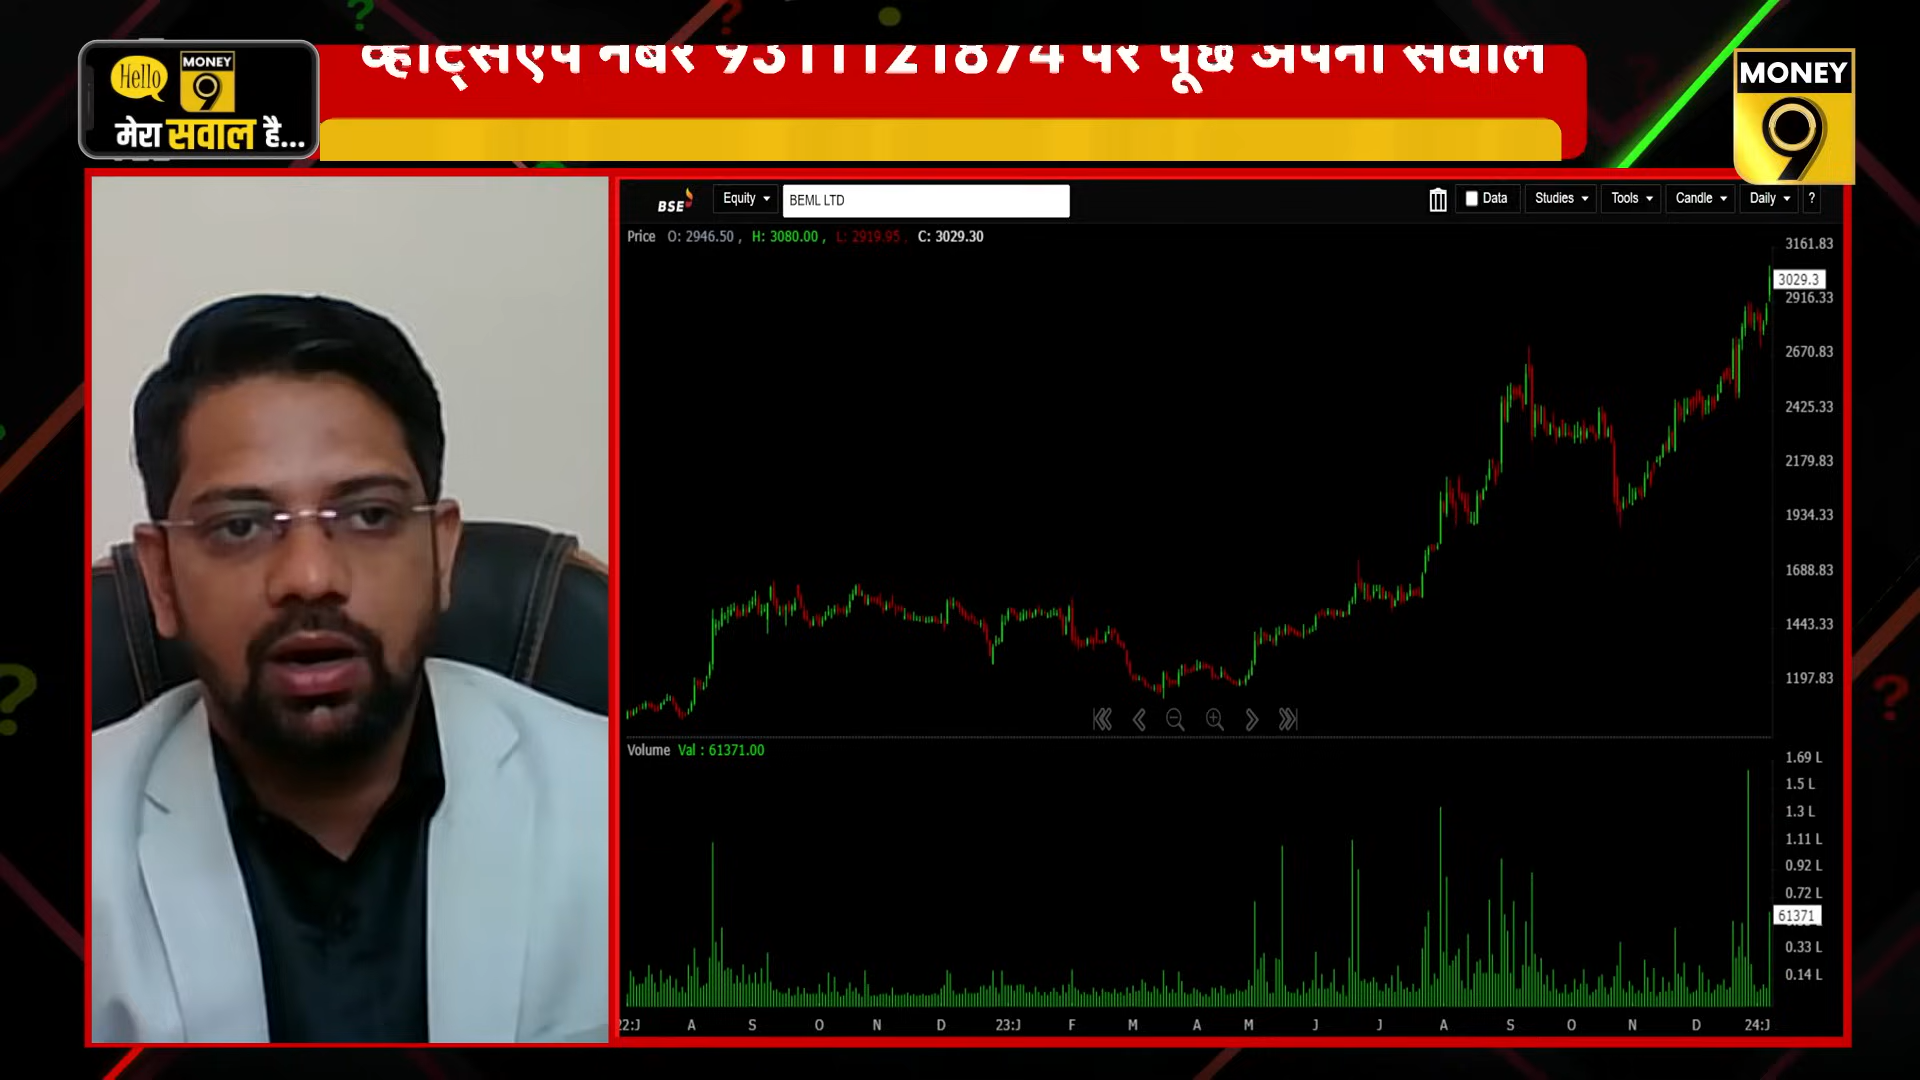 व्हाट्सएप नंबर 9311121874 पर पूछें अपना सवाल
Hello
MONEY
9
मेरा सवाल है...
MONEY
9
BSE
Equity
BEML LTD
Data
Studies
Tools
Candle
Daily
?
Price O: 2946.50 , H: 3080.00 , L: 2919.95 , C: 3029.30
3161.83
3029.3
2916.33
2670.83
2425.33
2179.83
1934.33
1688.83
1443.33
1197.83
Volume Val : 61371.00
1.69 L
1.5 L
1.3 L
1.11 L
0.92 L
0.72 L
61371
0.33 L
0.14 L
22:J A S O N D 23:J F M A M J J A S O N D 24:J